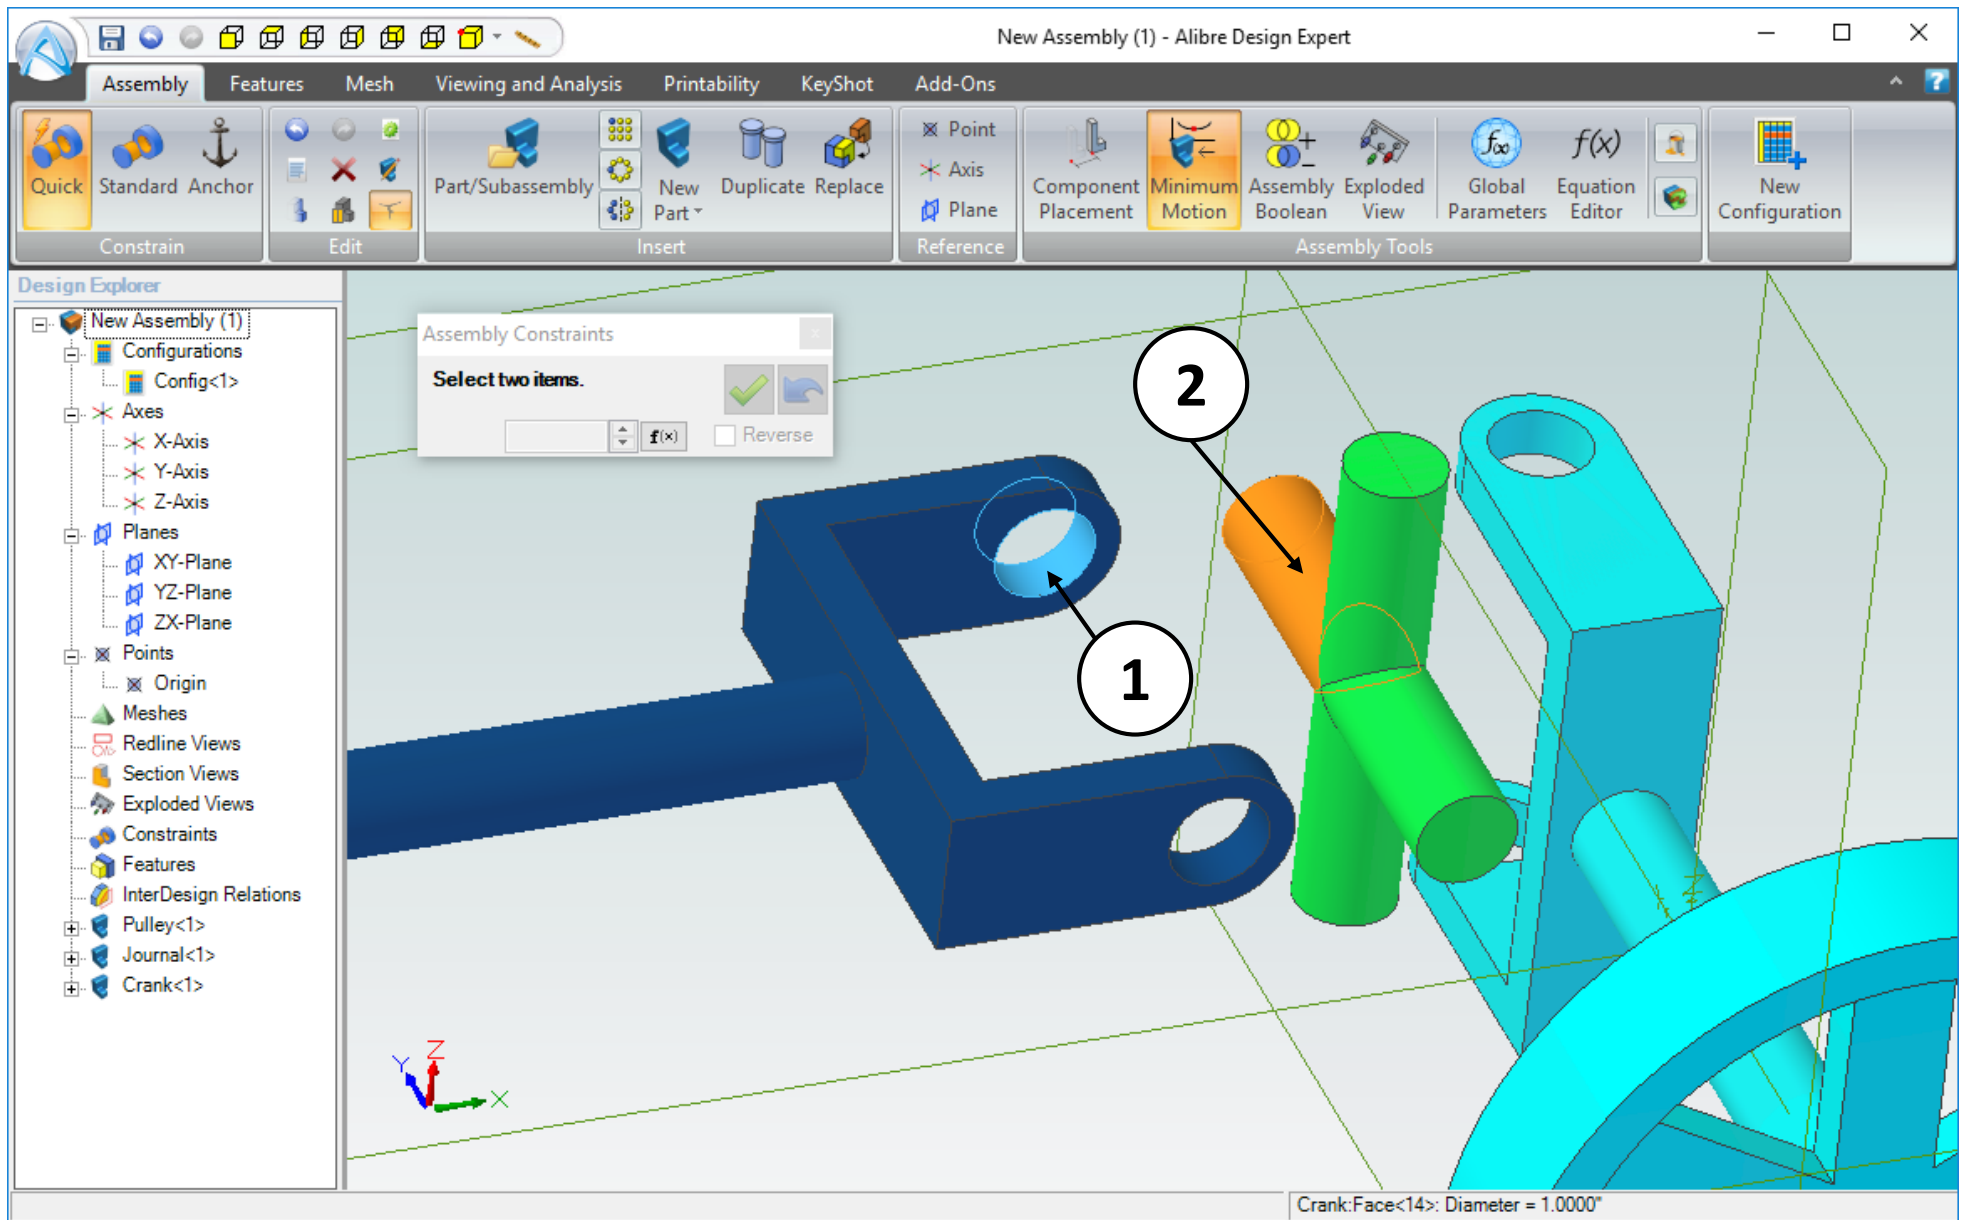 New Assembly (1) - Alibre Design Expert
Assembly Features Mesh Viewing and Analysis Printability KeyShot Add-Ons
?
Quick Standard Anchor
Constrain
Edit
Part/Subassembly New Part Duplicate Replace
Insert
Point
Axis
Plane
Reference
Component Placement Minimum Motion Assembly Boolean Exploded View Global Parameters f(x) Equation Editor
Assembly Tools
New Configuration
Design Explorer
New Assembly (1)
Configurations
Config<1>
Axes
X-Axis
Y-Axis
Z-Axis
Planes
XY-Plane
YZ-Plane
ZX-Plane
Points
Origin
Meshes
Redline Views
Section Views
Exploded Views
Constraints
Features
InterDesign Relations
Pulley<1>
Journal<1>
Crank<1>
Assembly Constraints
x
Select two items.
f(x) Reverse
2
1
Z
Y
X
Crank:Face<14>: Diameter = 1.0000"